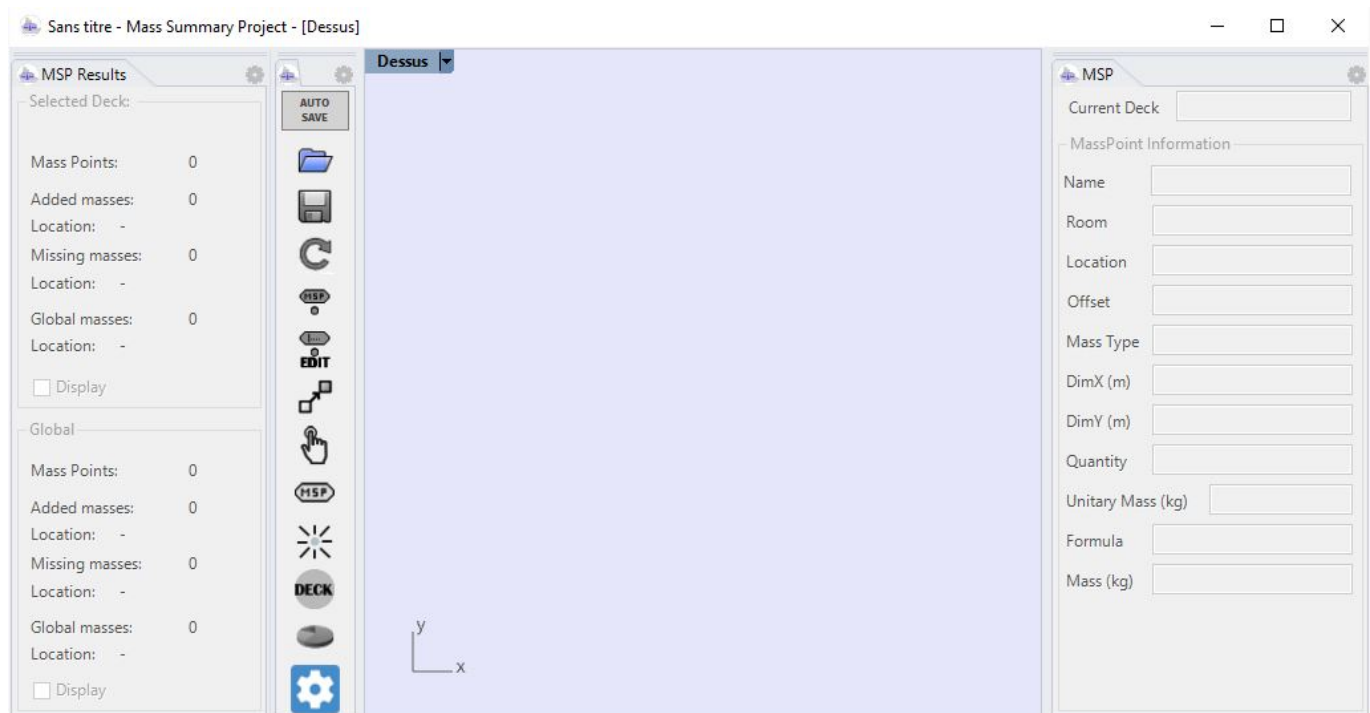 Sans titre - Mass Summary Project - [Dessus]
MSP Results
Selected Deck:
Mass Points: 0
Added masses: 0
Location: -
Missing masses: 0
Location: -
Global masses: 0
Location: -
Display
Global
Mass Points: 0
Added masses: 0
Location: -
Missing masses: 0
Location: -
Global masses: 0
Location: -
Display
AUTO
SAVE
MSP
EDIT
MSP
DECK
Dessus
y
x
MSP
Current Deck
MassPoint Information
Name
Room
Location
Offset
Mass Type
DimX (m)
DimY (m)
Quantity
Unitary Mass (kg)
Formula
Mass (kg)